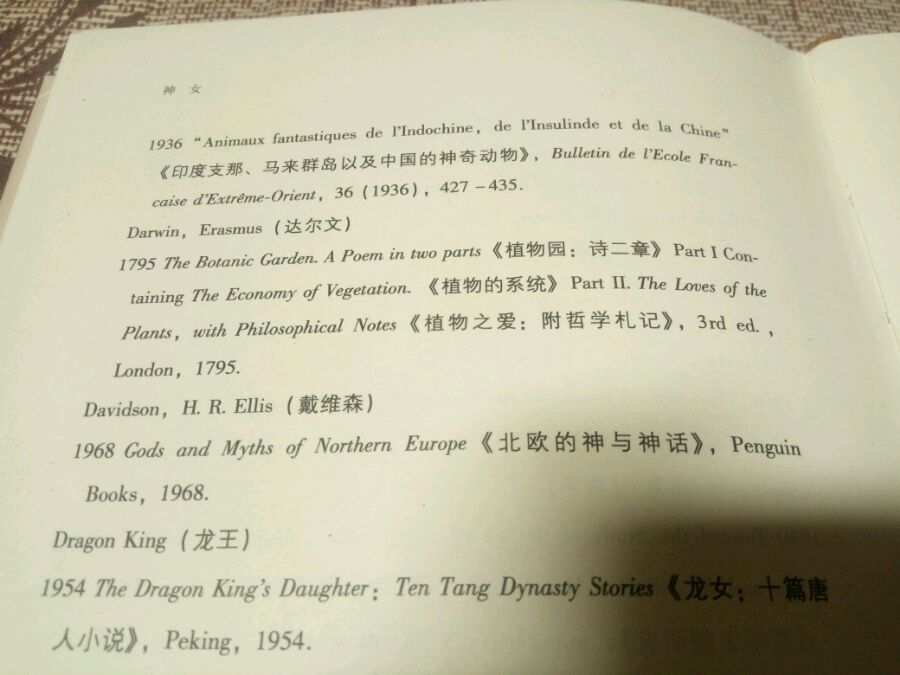 神 女
1936 “Animaux fantastiques de l'Indochine, de l'Insulinde et de la Chine”
《印度支那、马来群岛以及中国的神奇动物》, Bulletin de l'Ecole Fran-
caise d'Extrême-Orient, 36 (1936), 427－435.
Darwin, Erasmus (达尔文)
1795 The Botanic Garden. A Poem in two parts 《植物园：诗二章》 Part I Con-
taining The Economy of Vegetation. 《植物的系统》 Part II. The Loves of the
Plants, with Philosophical Notes 《植物之爱：附哲学札记》, 3rd ed.,
London, 1795.
Davidson, H. R. Ellis (戴维森)
1968 Gods and Myths of Northern Europe 《北欧的神与神话》, Penguin
Books, 1968.
Dragon King (龙王)
1954 The Dragon King's Daughter: Ten Tang Dynasty Stories 《龙女：十篇唐
人小说》, Peking, 1954.